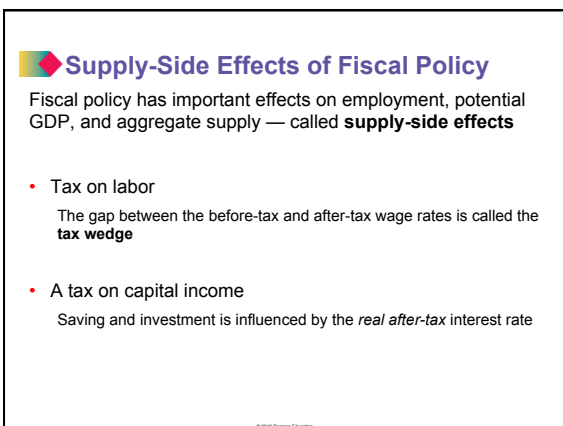 Supply-Side Effects of Fiscal Policy
Fiscal policy has important effects on employment, potential
GDP, and aggregate supply — called supply-side effects
• Tax on labor
The gap between the before-tax and after-tax wage rates is called the
tax wedge
• A tax on capital income
Saving and investment is influenced by the real after-tax interest rate